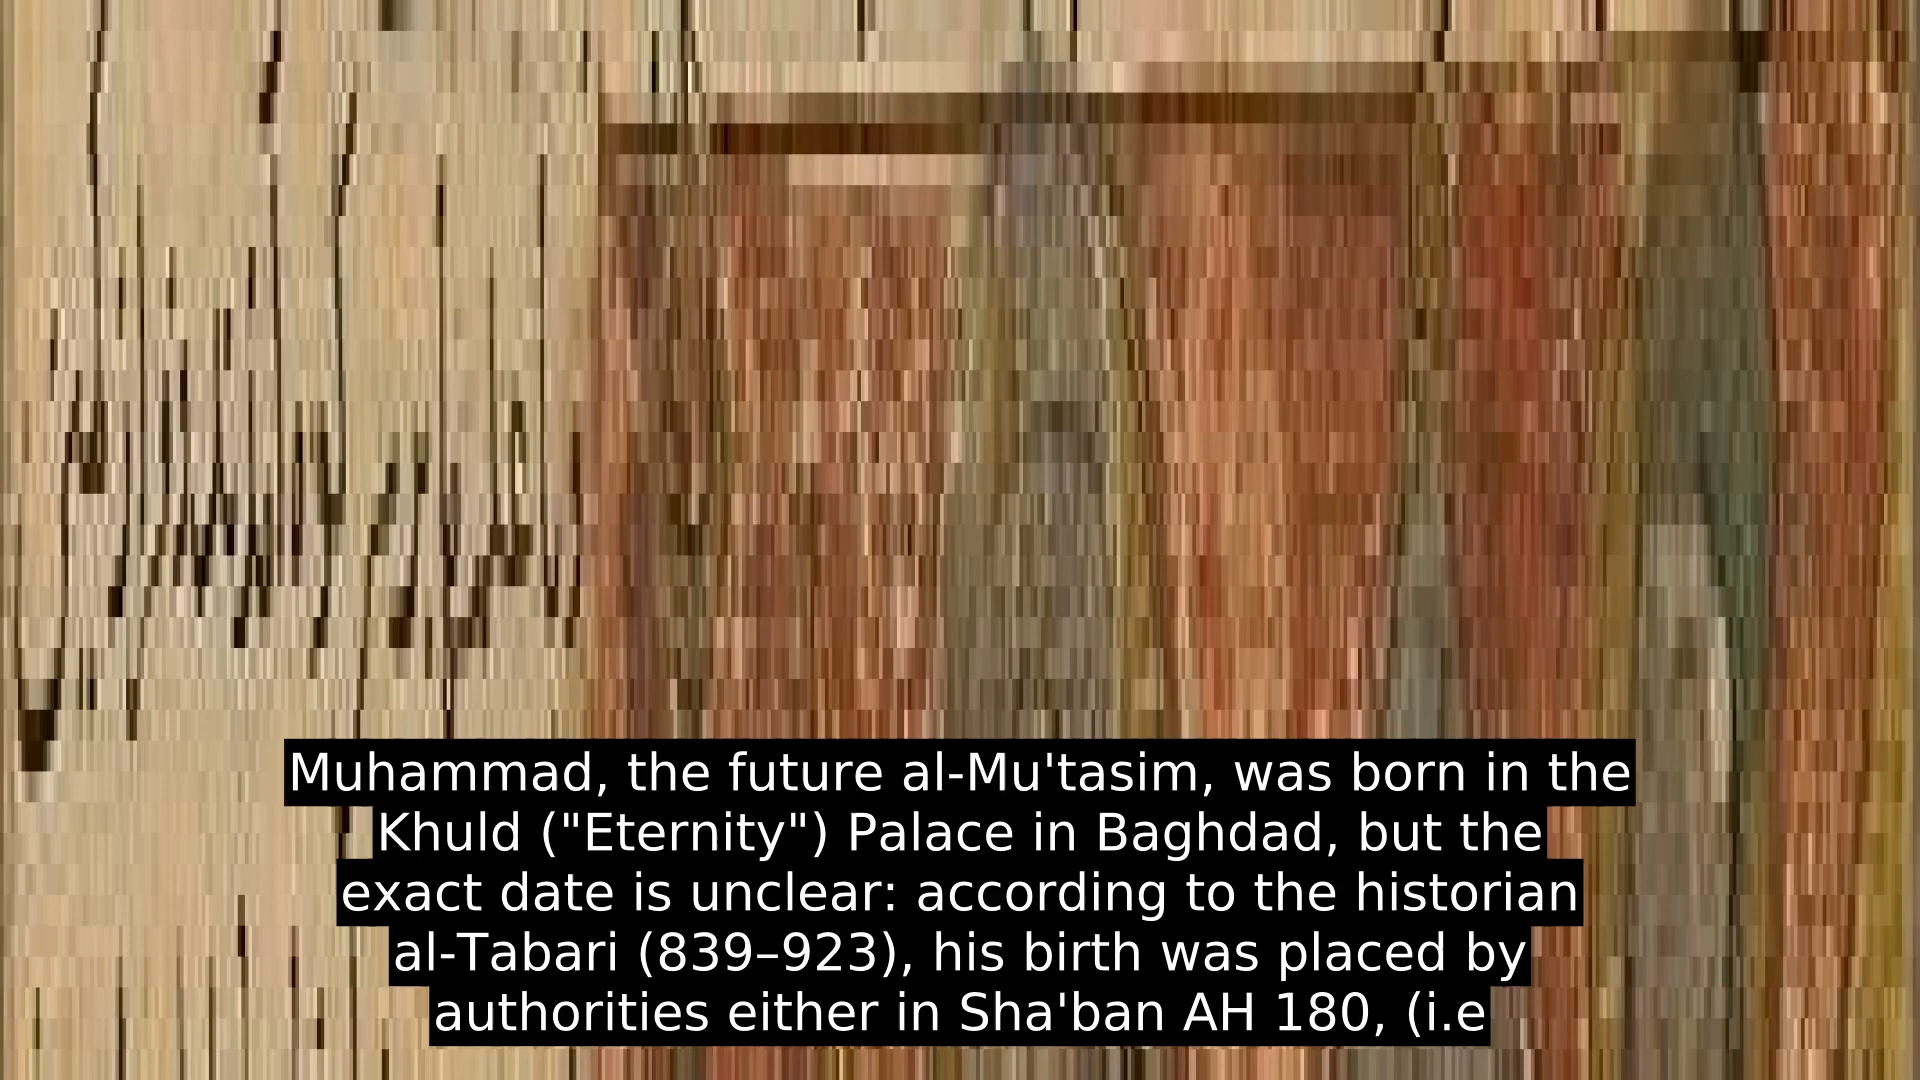 Muhammad, the future al-Mu'tasim, was born in the
Khuld ("Eternity") Palace in Baghdad, but the
exact date is unclear: according to the historian
al-Tabari (839–923), his birth was placed by
authorities either in Sha'ban AH 180, (i.e